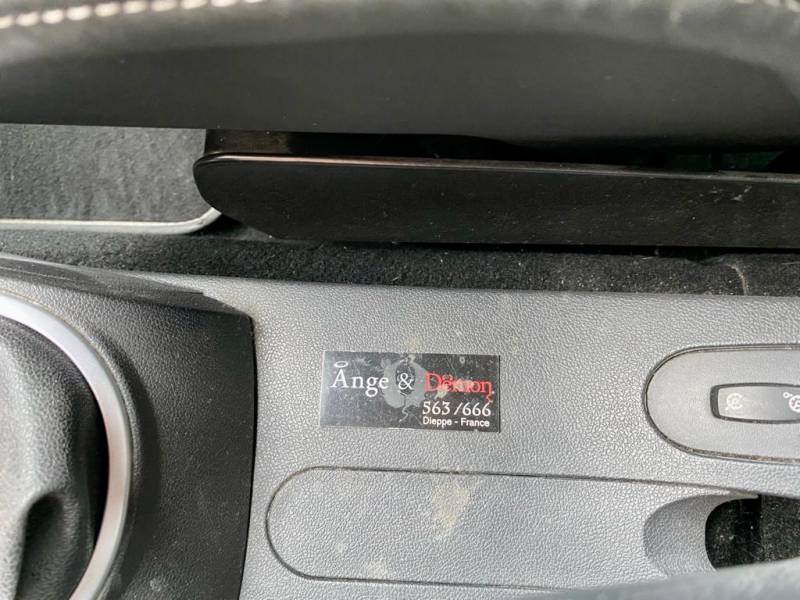 Ange & Démon
563/666
Dieppe - France